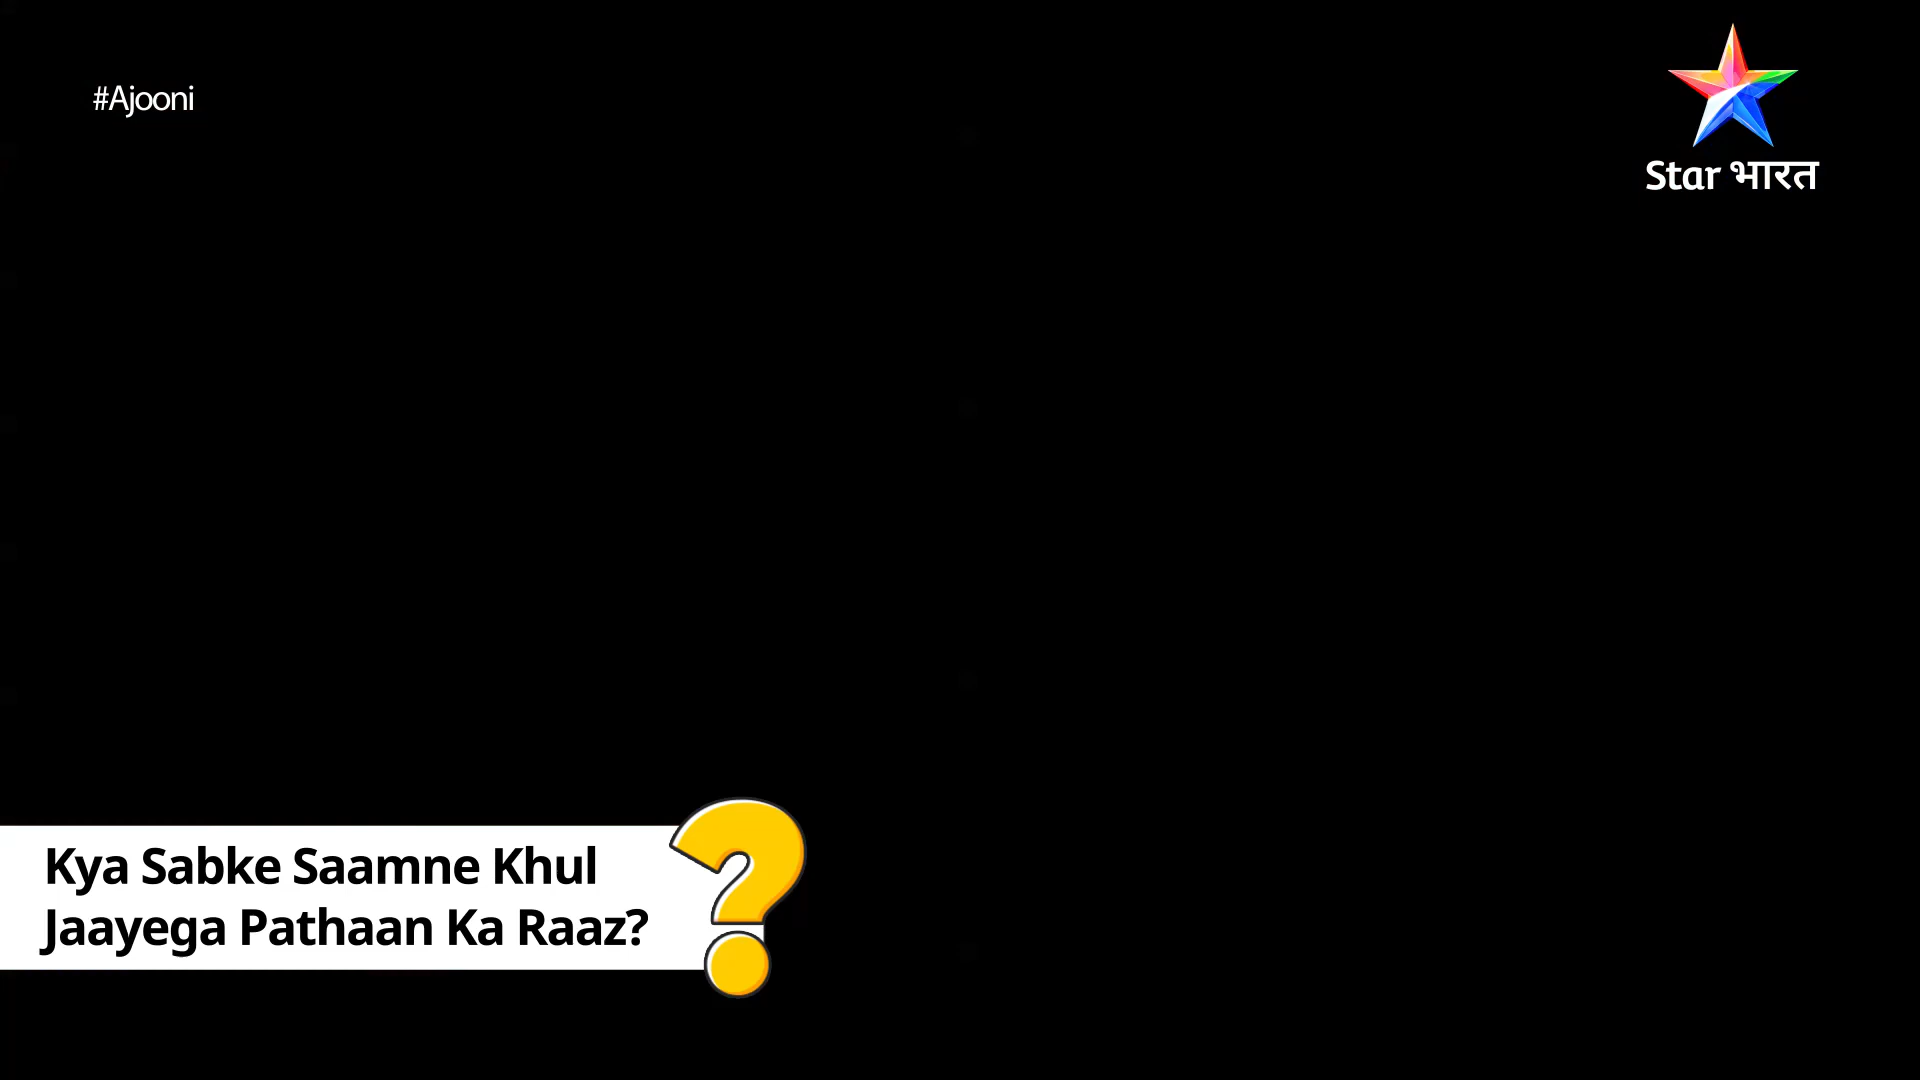 #Ajooni
Star भारत
Kya Sabke Saamne Khul
Jaayega Pathaan Ka Raaz?